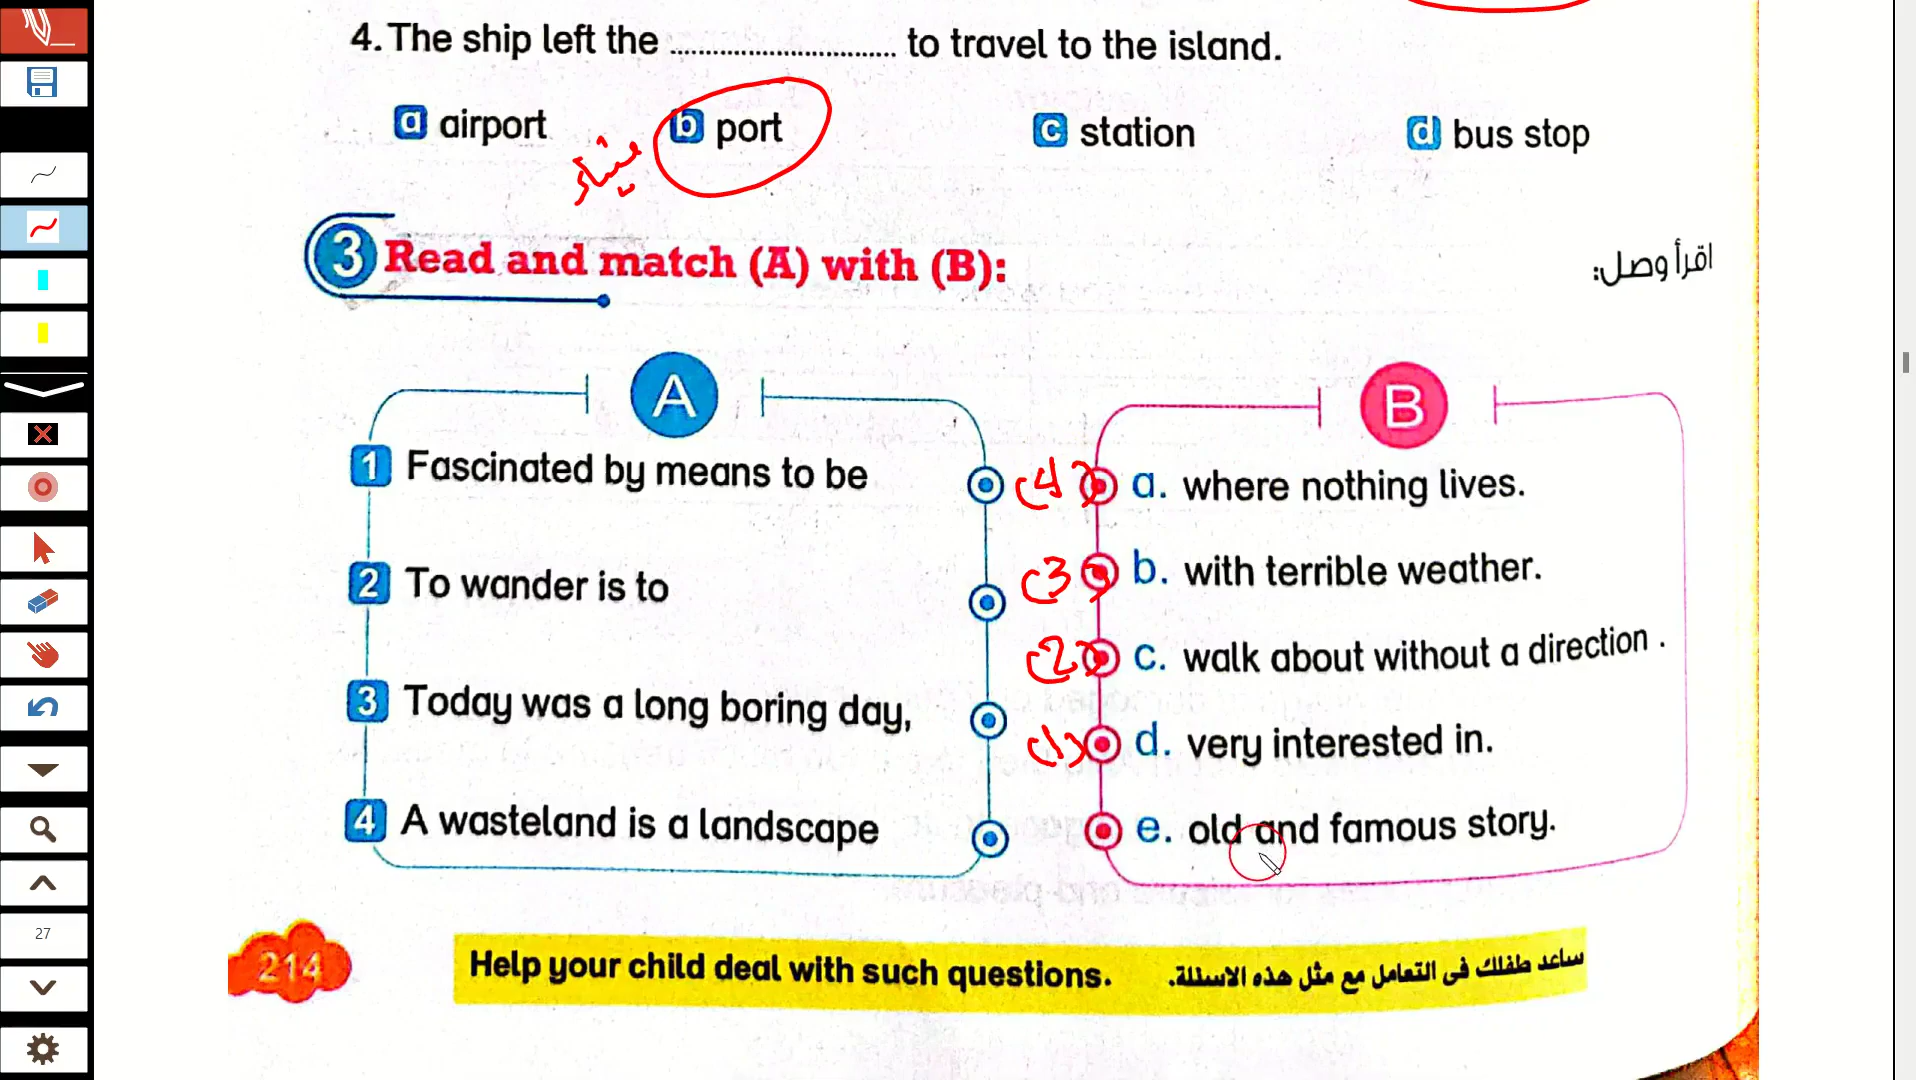 4. The ship left the ........................ to travel to the island.
a airport b port c station d bus stop
ميناء
3 Read and match (A) with (B):
اقرأ وصل:
A
B
1 Fascinated by means to be
(4) a. where nothing lives.
2 To wander is to
(3) b. with terrible weather.
(2) c. walk about without a direction .
3 Today was a long boring day,
(1) d. very interested in.
4 A wasteland is a landscape
e. old and famous story.
214
Help your child deal with such questions. ساعد طفلك فى التعامل مع مثل هذه الاسئلة.
27